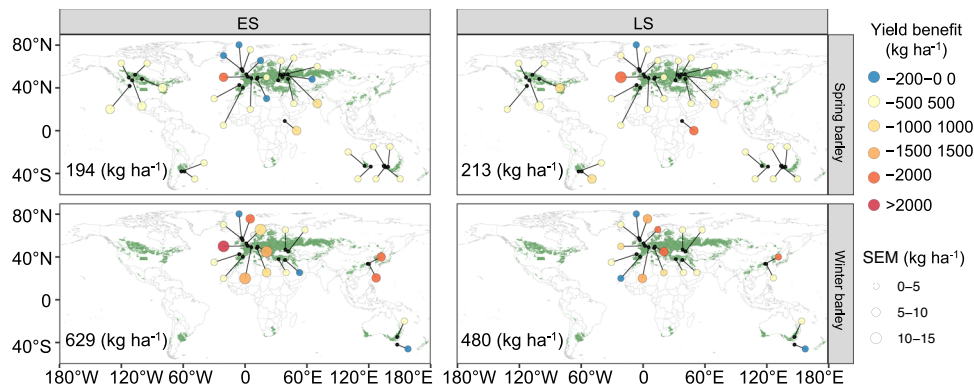 ES
LS
80°N
40°N
0
40°S
194 (kg ha⁻¹)
213 (kg ha⁻¹)
Spring barley
80°N
40°N
0
40°S
629 (kg ha⁻¹)
480 (kg ha⁻¹)
Winter barley
180°W
60°W
0
60°E
120°E
180°W
120°W
60°W
0
60°E
120°E
180°E
Yield benefit
(kg ha⁻¹)
−200−0 0
−500 500
−1000 1000
−1500 1500
−2000
>2000
SEM (kg ha⁻¹)
0−5
5−10
10−15